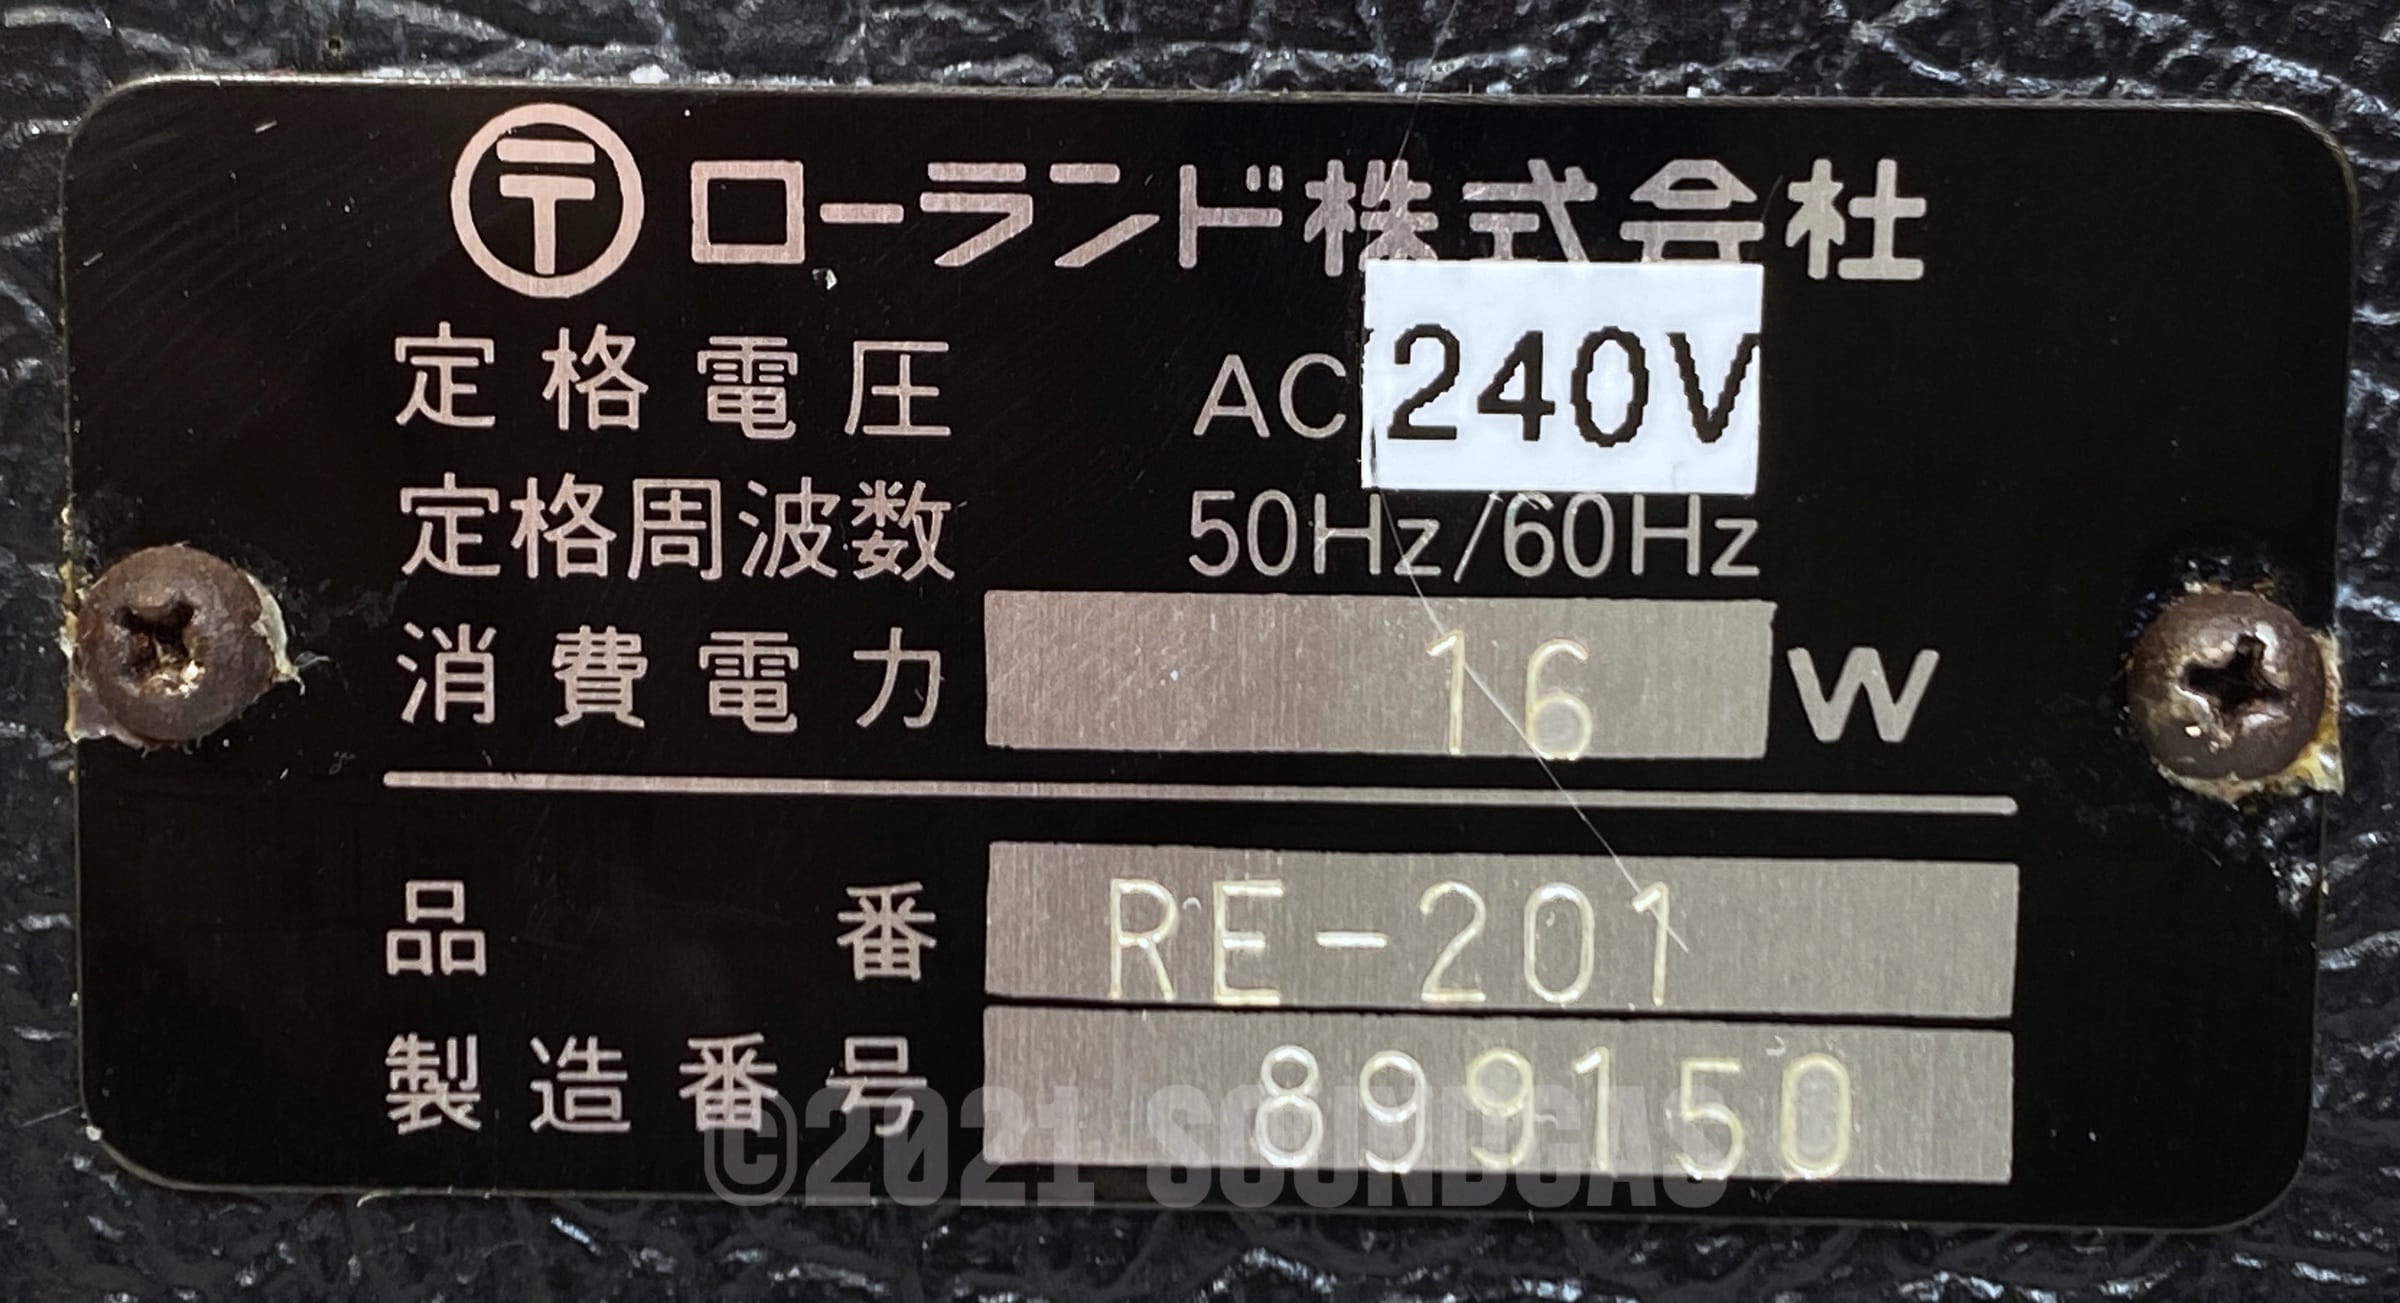 〒 ローランド株式会社
定格電圧 AC 240V
定格周波数 50Hz/60Hz
消費電力 16 W
品番 RE-201
製造番号 899150
©2021 SOUNDGAS